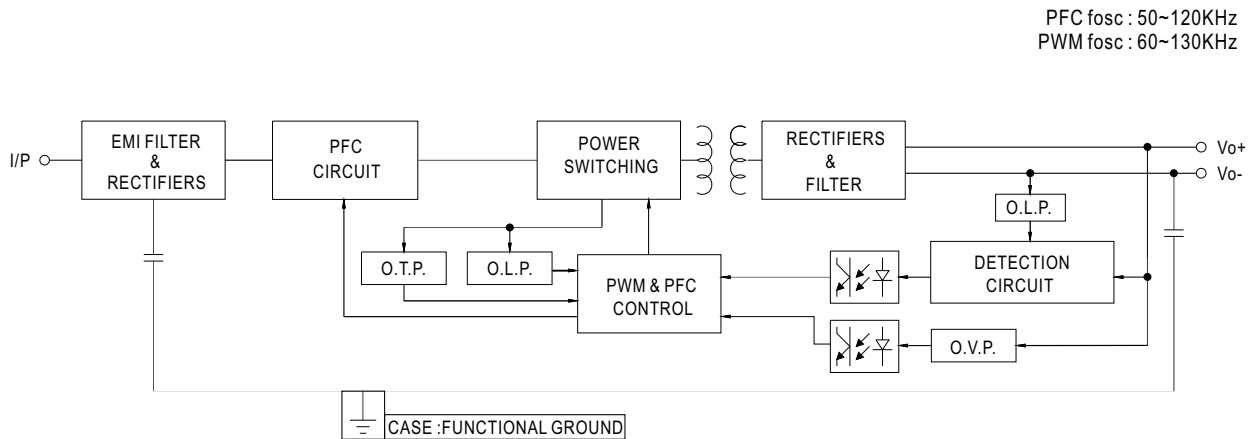 PFC fosc : 50~120KHz
PWM fosc : 60~130KHz
I/P
EMI FILTER
&
RECTIFIERS
PFC
CIRCUIT
POWER
SWITCHING
RECTIFIERS
&
FILTER
Vo+
Vo-
O.L.P.
O.T.P.
O.L.P.
PWM & PFC
CONTROL
DETECTION
CIRCUIT
O.V.P.
CASE :FUNCTIONAL GROUND